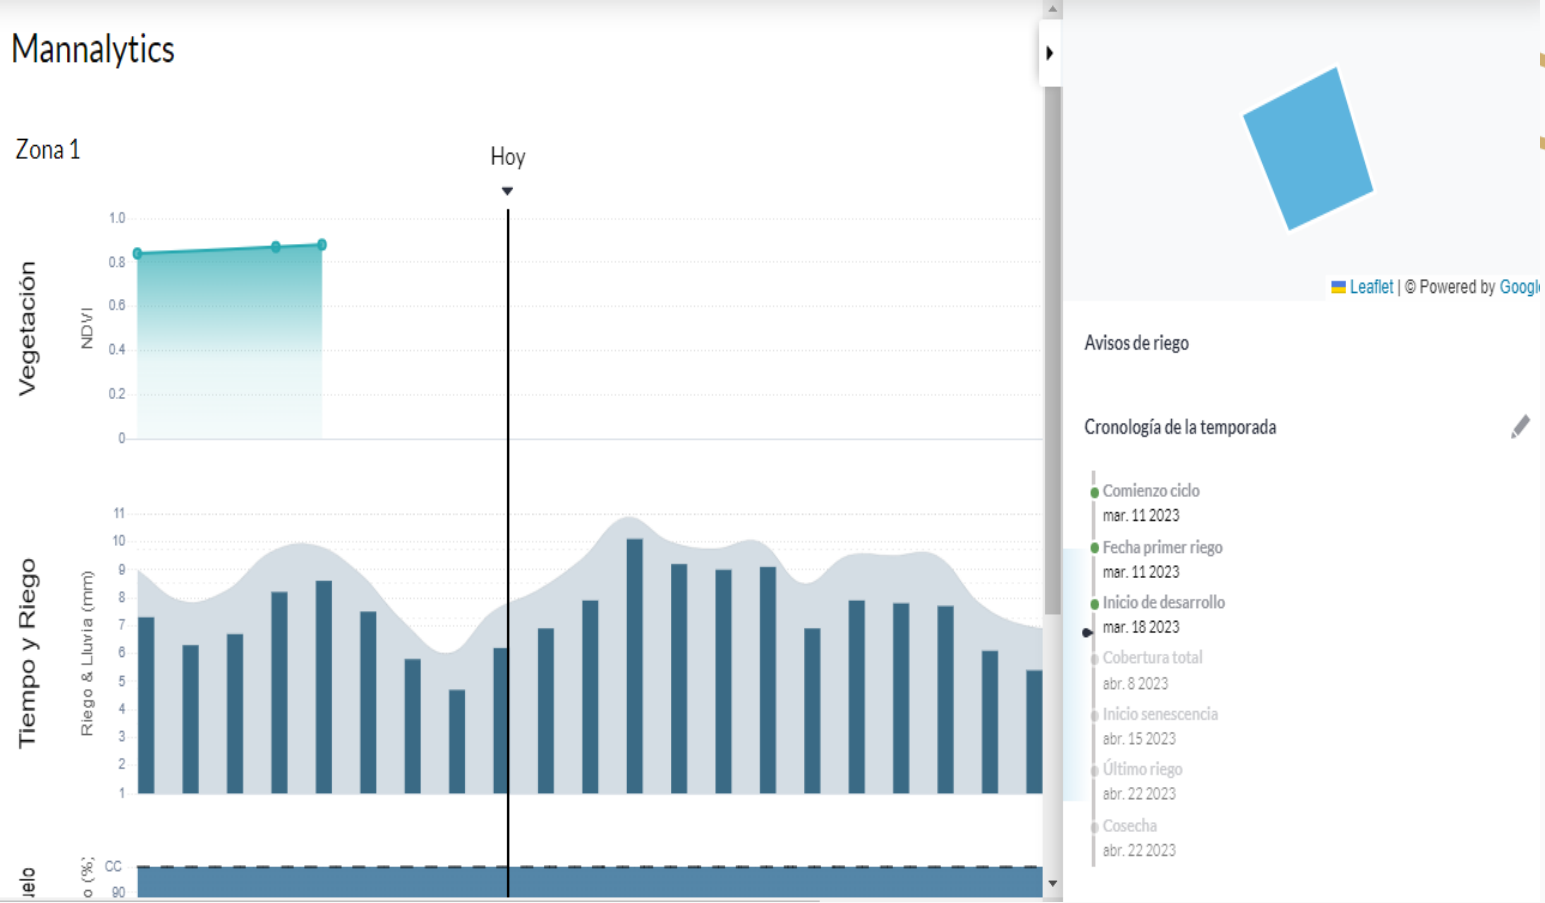 Mannalytics
Zona 1
Hoy
Vegetación
NDVI
1.0
0.8
0.6
0.4
0.2
0
Tiempo y Riego
Riego & Lluvia (mm)
11
10
9
8
7
6
5
4
3
2
1
CC
90
Leaflet | © Powered by Google
Avisos de riego
Cronología de la temporada
Comienzo ciclo
mar. 11 2023
Fecha primer riego
mar. 11 2023
Inicio de desarrollo
mar. 18 2023
Cobertura total
abr. 8 2023
Inicio senescencia
abr. 15 2023
Último riego
abr. 22 2023
Cosecha
abr. 22 2023